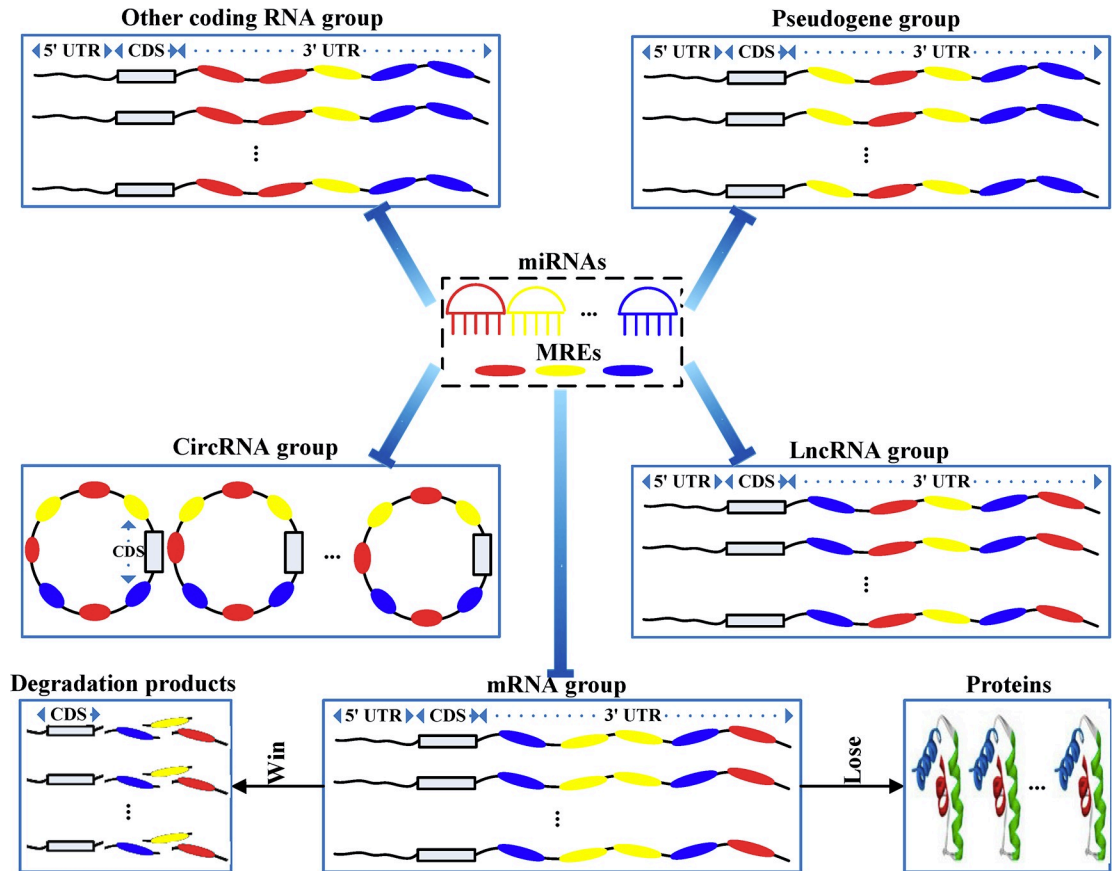 Other coding RNA group
5' UTR CDS 3' UTR
...
Pseudogene group
5' UTR CDS 3' UTR
...
miRNAs
...
MREs
CircRNA group
CDS
...
LncRNA group
5' UTR CDS 3' UTR
...
Degradation products
CDS
...
Win
mRNA group
5' UTR CDS 3' UTR
...
Lose
Proteins
...